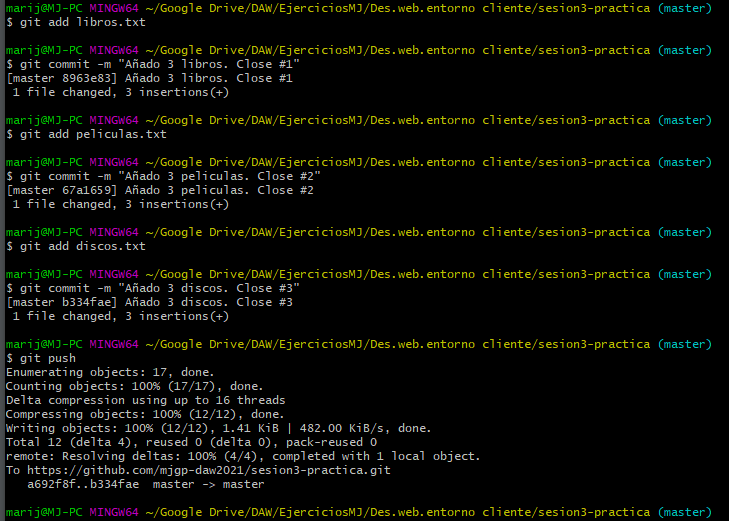 marij@MJ-PC MINGW64 ~/Google Drive/DAW/EjerciciosMJ/Des.web.entorno cliente/sesion3-practica (master)
$ git add libros.txt
marij@MJ-PC MINGW64 ~/Google Drive/DAW/EjerciciosMJ/Des.web.entorno cliente/sesion3-practica (master)
$ git commit -m "Añado 3 libros. Close #1"
[master 8963e83] Añado 3 libros. Close #1
1 file changed, 3 insertions(+)
marij@MJ-PC MINGW64 ~/Google Drive/DAW/EjerciciosMJ/Des.web.entorno cliente/sesion3-practica (master)
$ git add peliculas.txt
marij@MJ-PC MINGW64 ~/Google Drive/DAW/EjerciciosMJ/Des.web.entorno cliente/sesion3-practica (master)
$ git commit -m "Añado 3 peliculas. Close #2"
[master 67a1659] Añado 3 peliculas. Close #2
1 file changed, 3 insertions(+)
marij@MJ-PC MINGW64 ~/Google Drive/DAW/EjerciciosMJ/Des.web.entorno cliente/sesion3-practica (master)
$ git add discos.txt
marij@MJ-PC MINGW64 ~/Google Drive/DAW/EjerciciosMJ/Des.web.entorno cliente/sesion3-practica (master)
$ git commit -m "Añado 3 discos. Close #3"
[master b334fae] Añado 3 discos. Close #3
1 file changed, 3 insertions(+)
marij@MJ-PC MINGW64 ~/Google Drive/DAW/EjerciciosMJ/Des.web.entorno cliente/sesion3-practica (master)
$ git push
Enumerating objects: 17, done.
Counting objects: 100% (17/17), done.
Delta compression using up to 16 threads
Compressing objects: 100% (12/12), done.
Writing objects: 100% (12/12), 1.41 KiB | 482.00 KiB/s, done.
Total 12 (delta 4), reused 0 (delta 0), pack-reused 0
remote: Resolving deltas: 100% (4/4), completed with 1 local object.
To https://github.com/mjgp-daw2021/sesion3-practica.git
a692f8f..b334fae  master -> master
marij@MJ-PC MINGW64 ~/Google Drive/DAW/EjerciciosMJ/Des.web.entorno cliente/sesion3-practica (master)